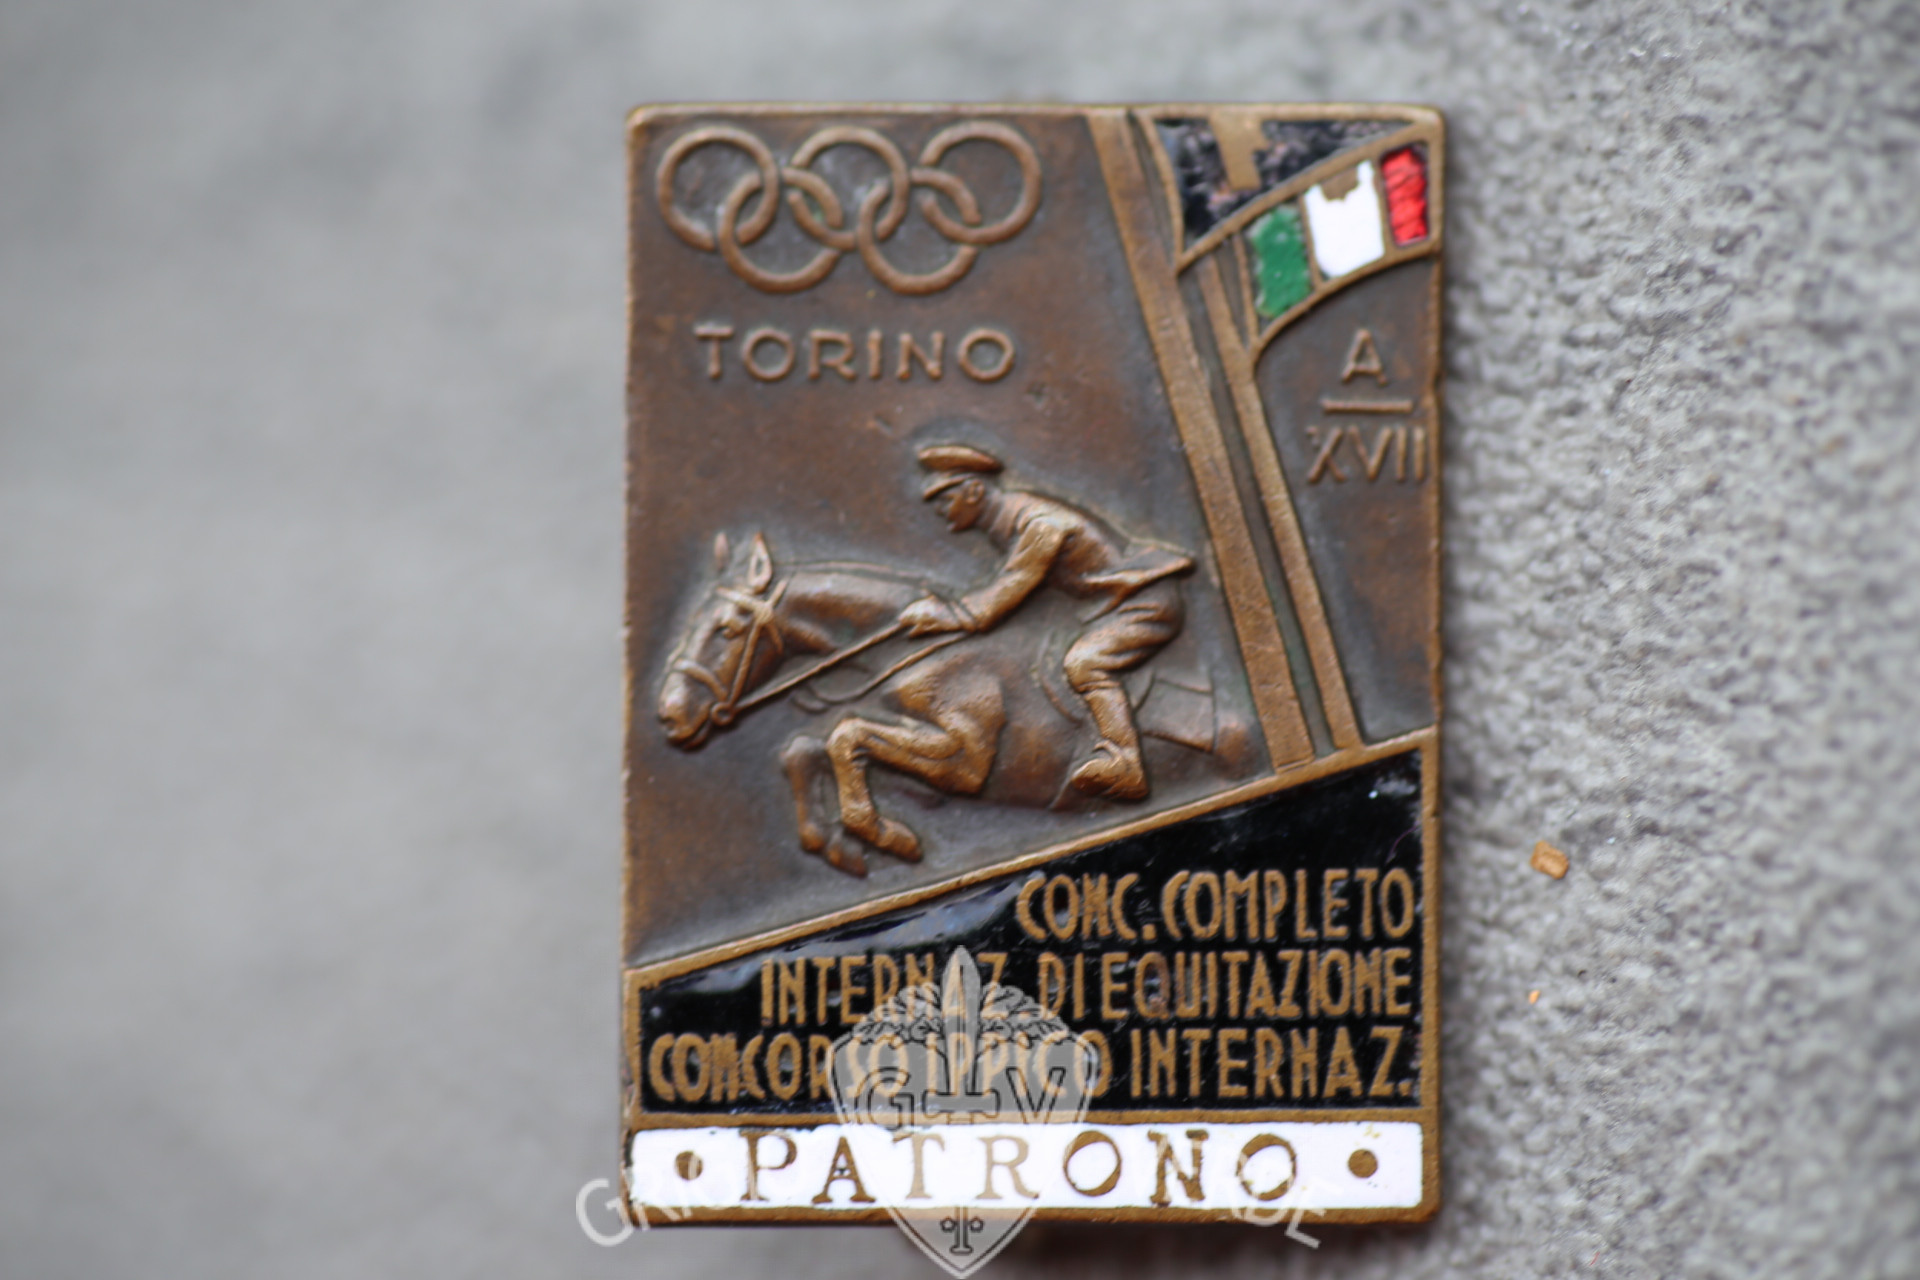 TORINO
A
XVII
CONC. COMPLETO
INTERNAZ. DI EQUITAZIONE
CONCORSO IPPICO INTERNAZ.
• PATRONO •
G V